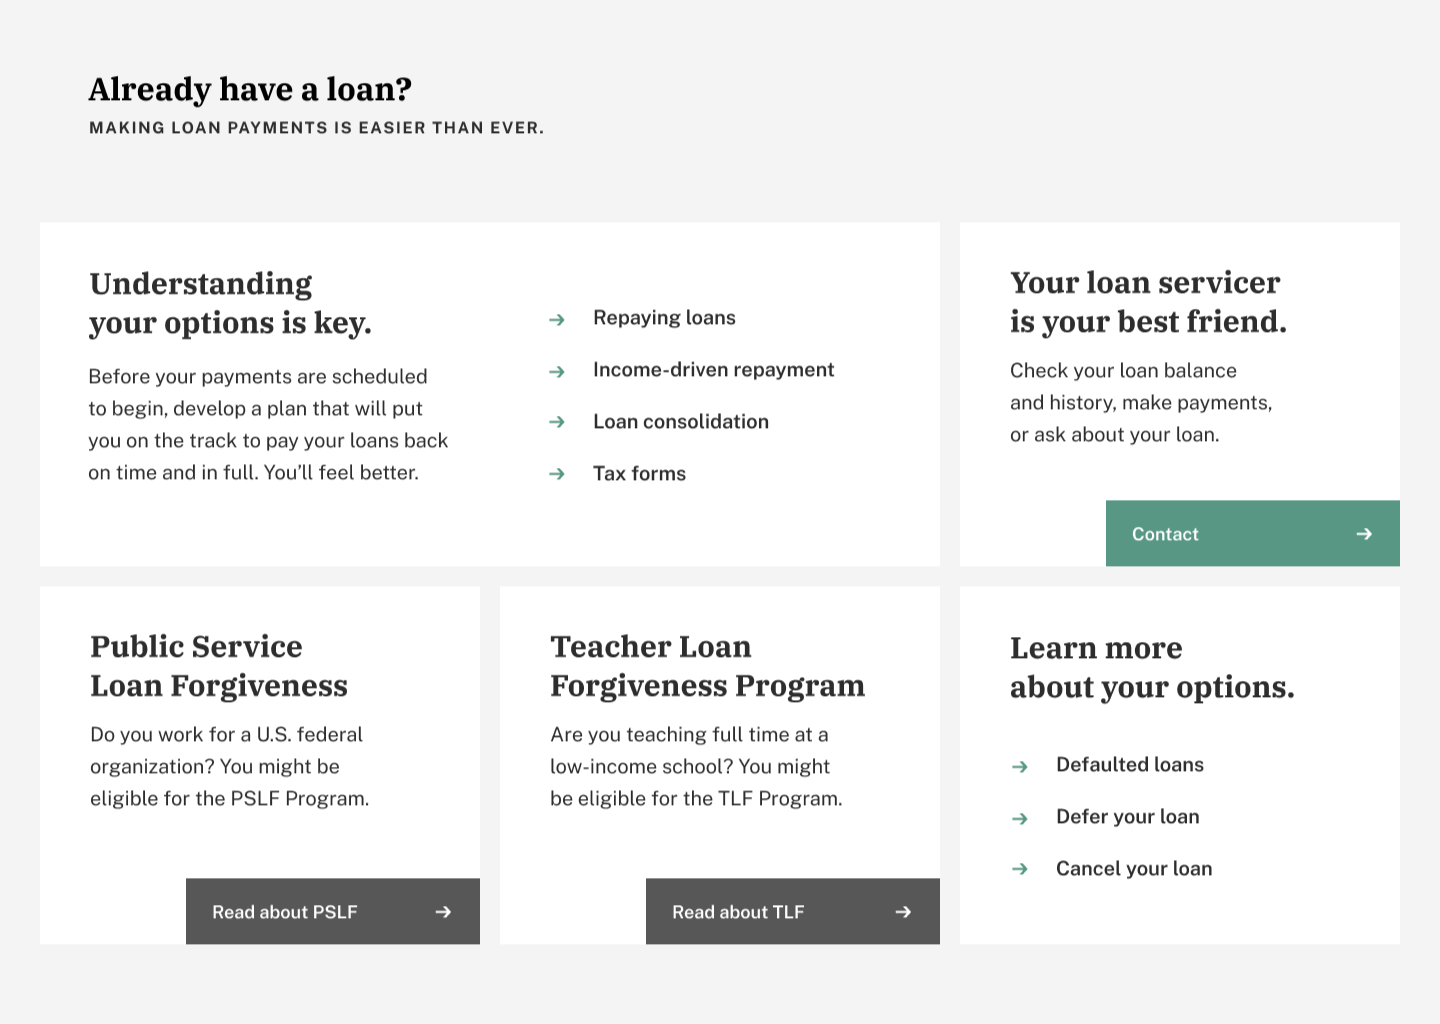 Already have a loan?
MAKING LOAN PAYMENTS IS EASIER THAN EVER.
Understanding
your options is key.
Before your payments are scheduled
to begin, develop a plan that will put
you on the track to pay your loans back
on time and in full. You’ll feel better.
Repaying loans
Income-driven repayment
Loan consolidation
Tax forms
Your loan servicer
is your best friend.
Check your loan balance
and history, make payments,
or ask about your loan.
Contact
Public Service
Loan Forgiveness
Do you work for a U.S. federal
organization? You might be
eligible for the PSLF Program.
Read about PSLF
Teacher Loan
Forgiveness Program
Are you teaching full time at a
low-income school? You might
be eligible for the TLF Program.
Read about TLF
Learn more
about your options.
Defaulted loans
Defer your loan
Cancel your loan